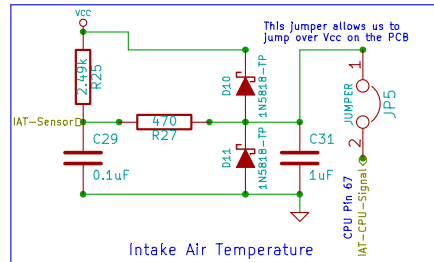 vcc
This jumper allows us to
jump over Vcc on the PCB
2.49k
R25
D10
1N5818-TP
1
JUMPER
JP5
IAT-Sensor
470
R27
C29
0.1uF
D11
1N5818-TP
C31
1uF
2
CPU Pin 67
IAT-CPU-Signal
Intake Air Temperature